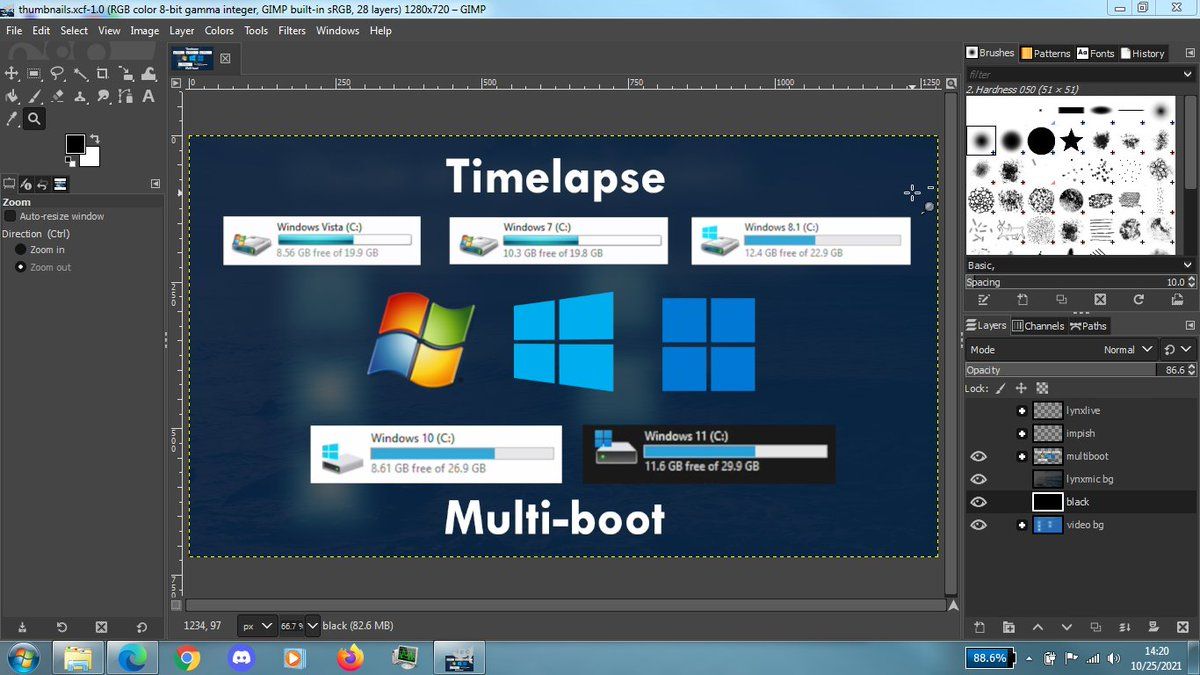 thumbnails.xcf-1.0 (RGB color 8-bit gamma integer, GIMP built-in sRGB, 28 layers) 1280x720 – GIMP
File Edit Select View Image Layer Colors Tools Filters Windows Help
Brushes Patterns Aa Fonts History
filter
2. Hardness 050 (51 × 51)
0 250 500 750 1000 1250
0
250
500
750
Zoom
Auto-resize window
Direction (Ctrl)
Zoom in
Zoom out
Timelapse
Windows Vista (C:)
8.56 GB free of 19.9 GB
Windows 7 (C:)
10.3 GB free of 19.8 GB
Windows 8.1 (C:)
12.4 GB free of 22.9 GB
Windows 10 (C:)
8.61 GB free of 26.9 GB
Windows 11 (C:)
11.6 GB free of 29.9 GB
Multi-boot
Basic,
Spacing 10.0
Layers Channels Paths
Mode Normal
Opacity 86.6
Lock:
lynxlive
impish
multiboot
lynxmic bg
black
video bg
1234, 97 px 66.7 % black (82.6 MB)
88.6%
14:20
10/25/2021